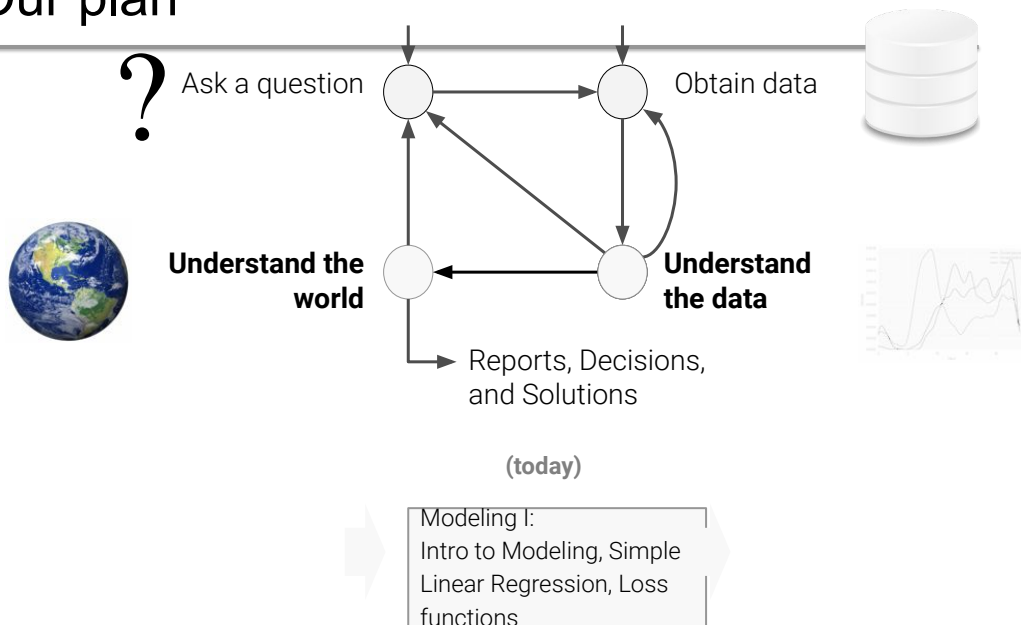 Our plan
?
Ask a question
Obtain data
Understand the
world
Understand
the data
Reports, Decisions,
and Solutions
(today)
Modeling I:
Intro to Modeling, Simple
Linear Regression, Loss
functions